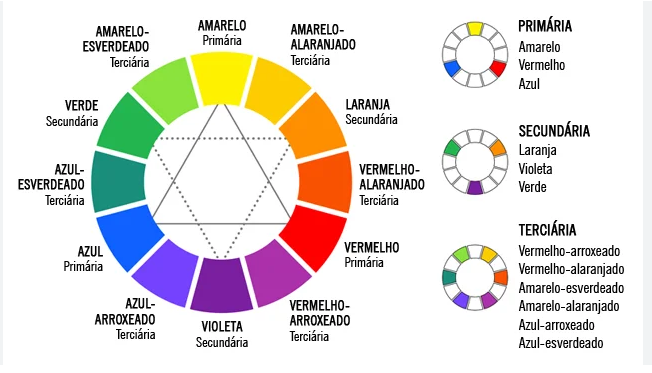 AMARELO
Primária
AMARELO-
ALARANJADO
Terciária
LARANJA
Secundária
VERMELHO-
ALARANJADO
Terciária
VERMELHO
Primária
VERMELHO-
ARROXEADO
Terciária
VIOLETA
Secundária
AZUL-
ARROXEADO
Terciária
AZUL
Primária
AZUL-
ESVERDEADO
Terciária
VERDE
Secundária
AMARELO-
ESVERDEADO
Terciária
PRIMÁRIA
Amarelo
Vermelho
Azul
SECUNDÁRIA
Laranja
Violeta
Verde
TERCIÁRIA
Vermelho-arroxeado
Vermelho-alaranjado
Amarelo-esverdeado
Amarelo-alaranjado
Azul-arroxeado
Azul-esverdeado